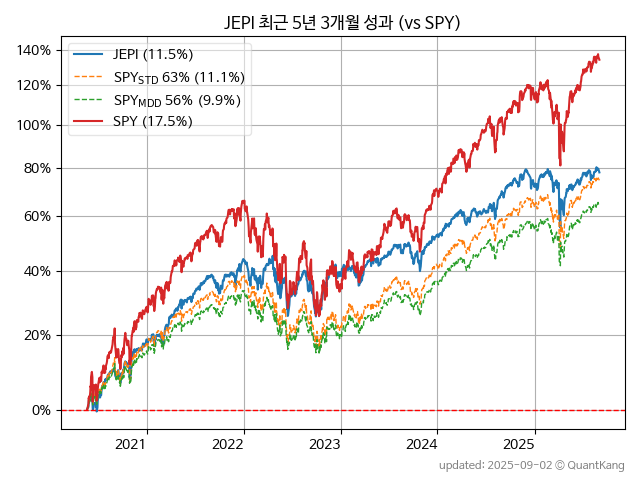 JEPI 최근 5년 3개월 성과 (vs SPY)
140%
120%
100%
80%
60%
40%
20%
0%
JEPI (11.5%)
SPY_STD 63% (11.1%)
SPY_MDD 56% (9.9%)
SPY (17.5%)
2021
2022
2023
2024
2025
updated: 2025-09-02 © QuantKang